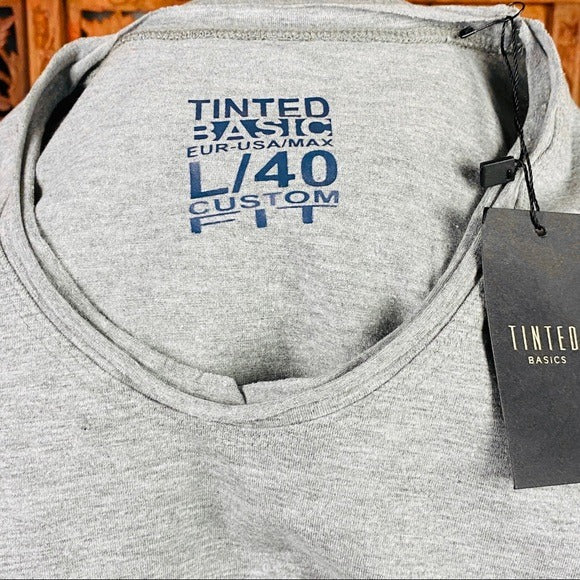 TINTED
BASIC
EUR-USA/MAX
L/40
CUSTOM
FIT
TINTED
BASICS